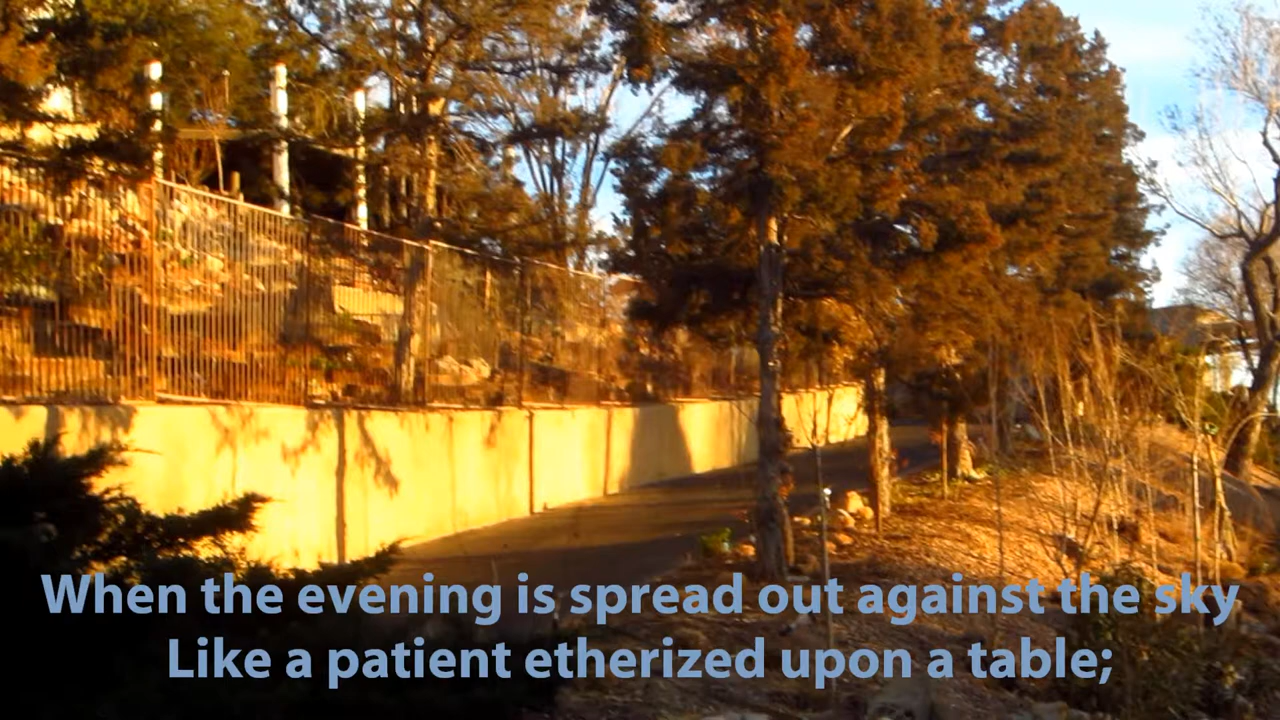 When the evening is spread out against the sky
Like a patient etherized upon a table;